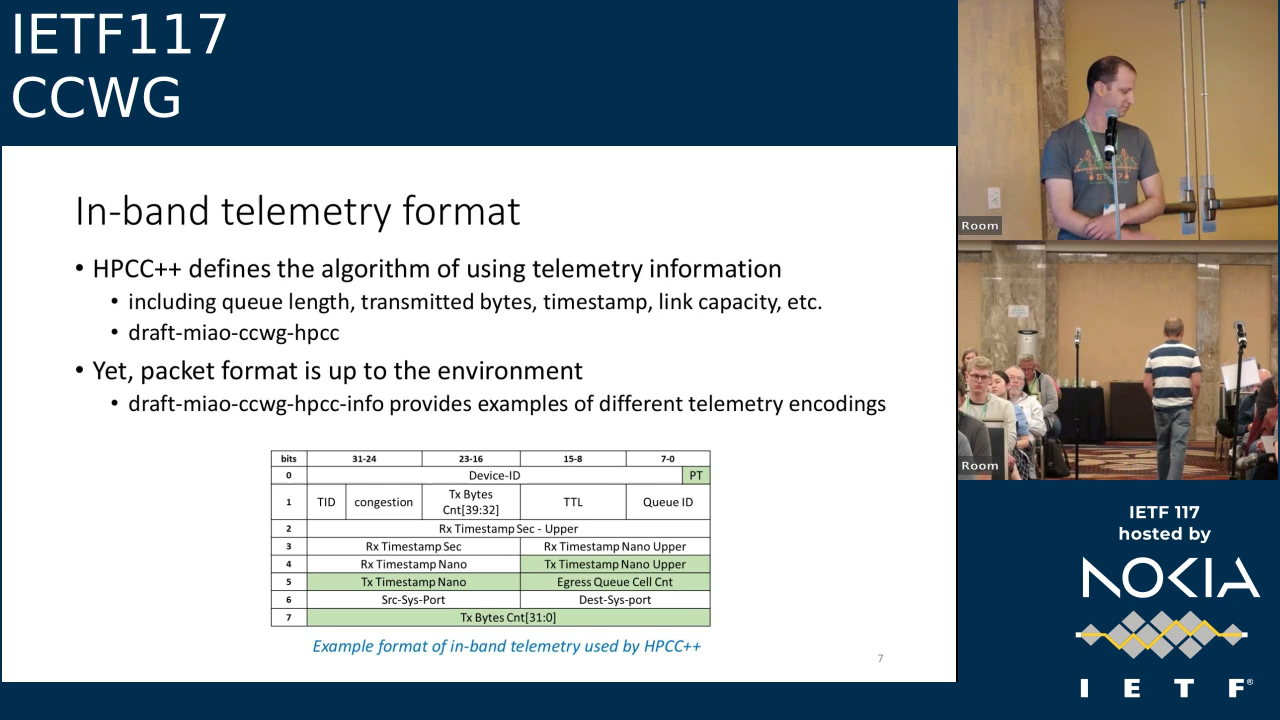 IETF117
CCWG
In-band telemetry format
• HPCC++ defines the algorithm of using telemetry information
• including queue length, transmitted bytes, timestamp, link capacity, etc.
• draft-miao-ccwg-hpcc
• Yet, packet format is up to the environment
• draft-miao-ccwg-hpcc-info provides examples of different telemetry encodings
bits 31-24 23-16 15-8 7-0
0 Device-ID PT
1 TID congestion Tx Bytes Cnt[39:32] TTL Queue ID
2 Rx Timestamp Sec - Upper
3 Rx Timestamp Sec Rx Timestamp Nano Upper
4 Rx Timestamp Nano Tx Timestamp Nano Upper
5 Tx Timestamp Nano Egress Queue Cell Cnt
6 Src-Sys-Port Dest-Sys-port
7 Tx Bytes Cnt[31:0]
Example format of in-band telemetry used by HPCC++
7
Room
Room
IETF 117
hosted by
NOKIA
I E T F®